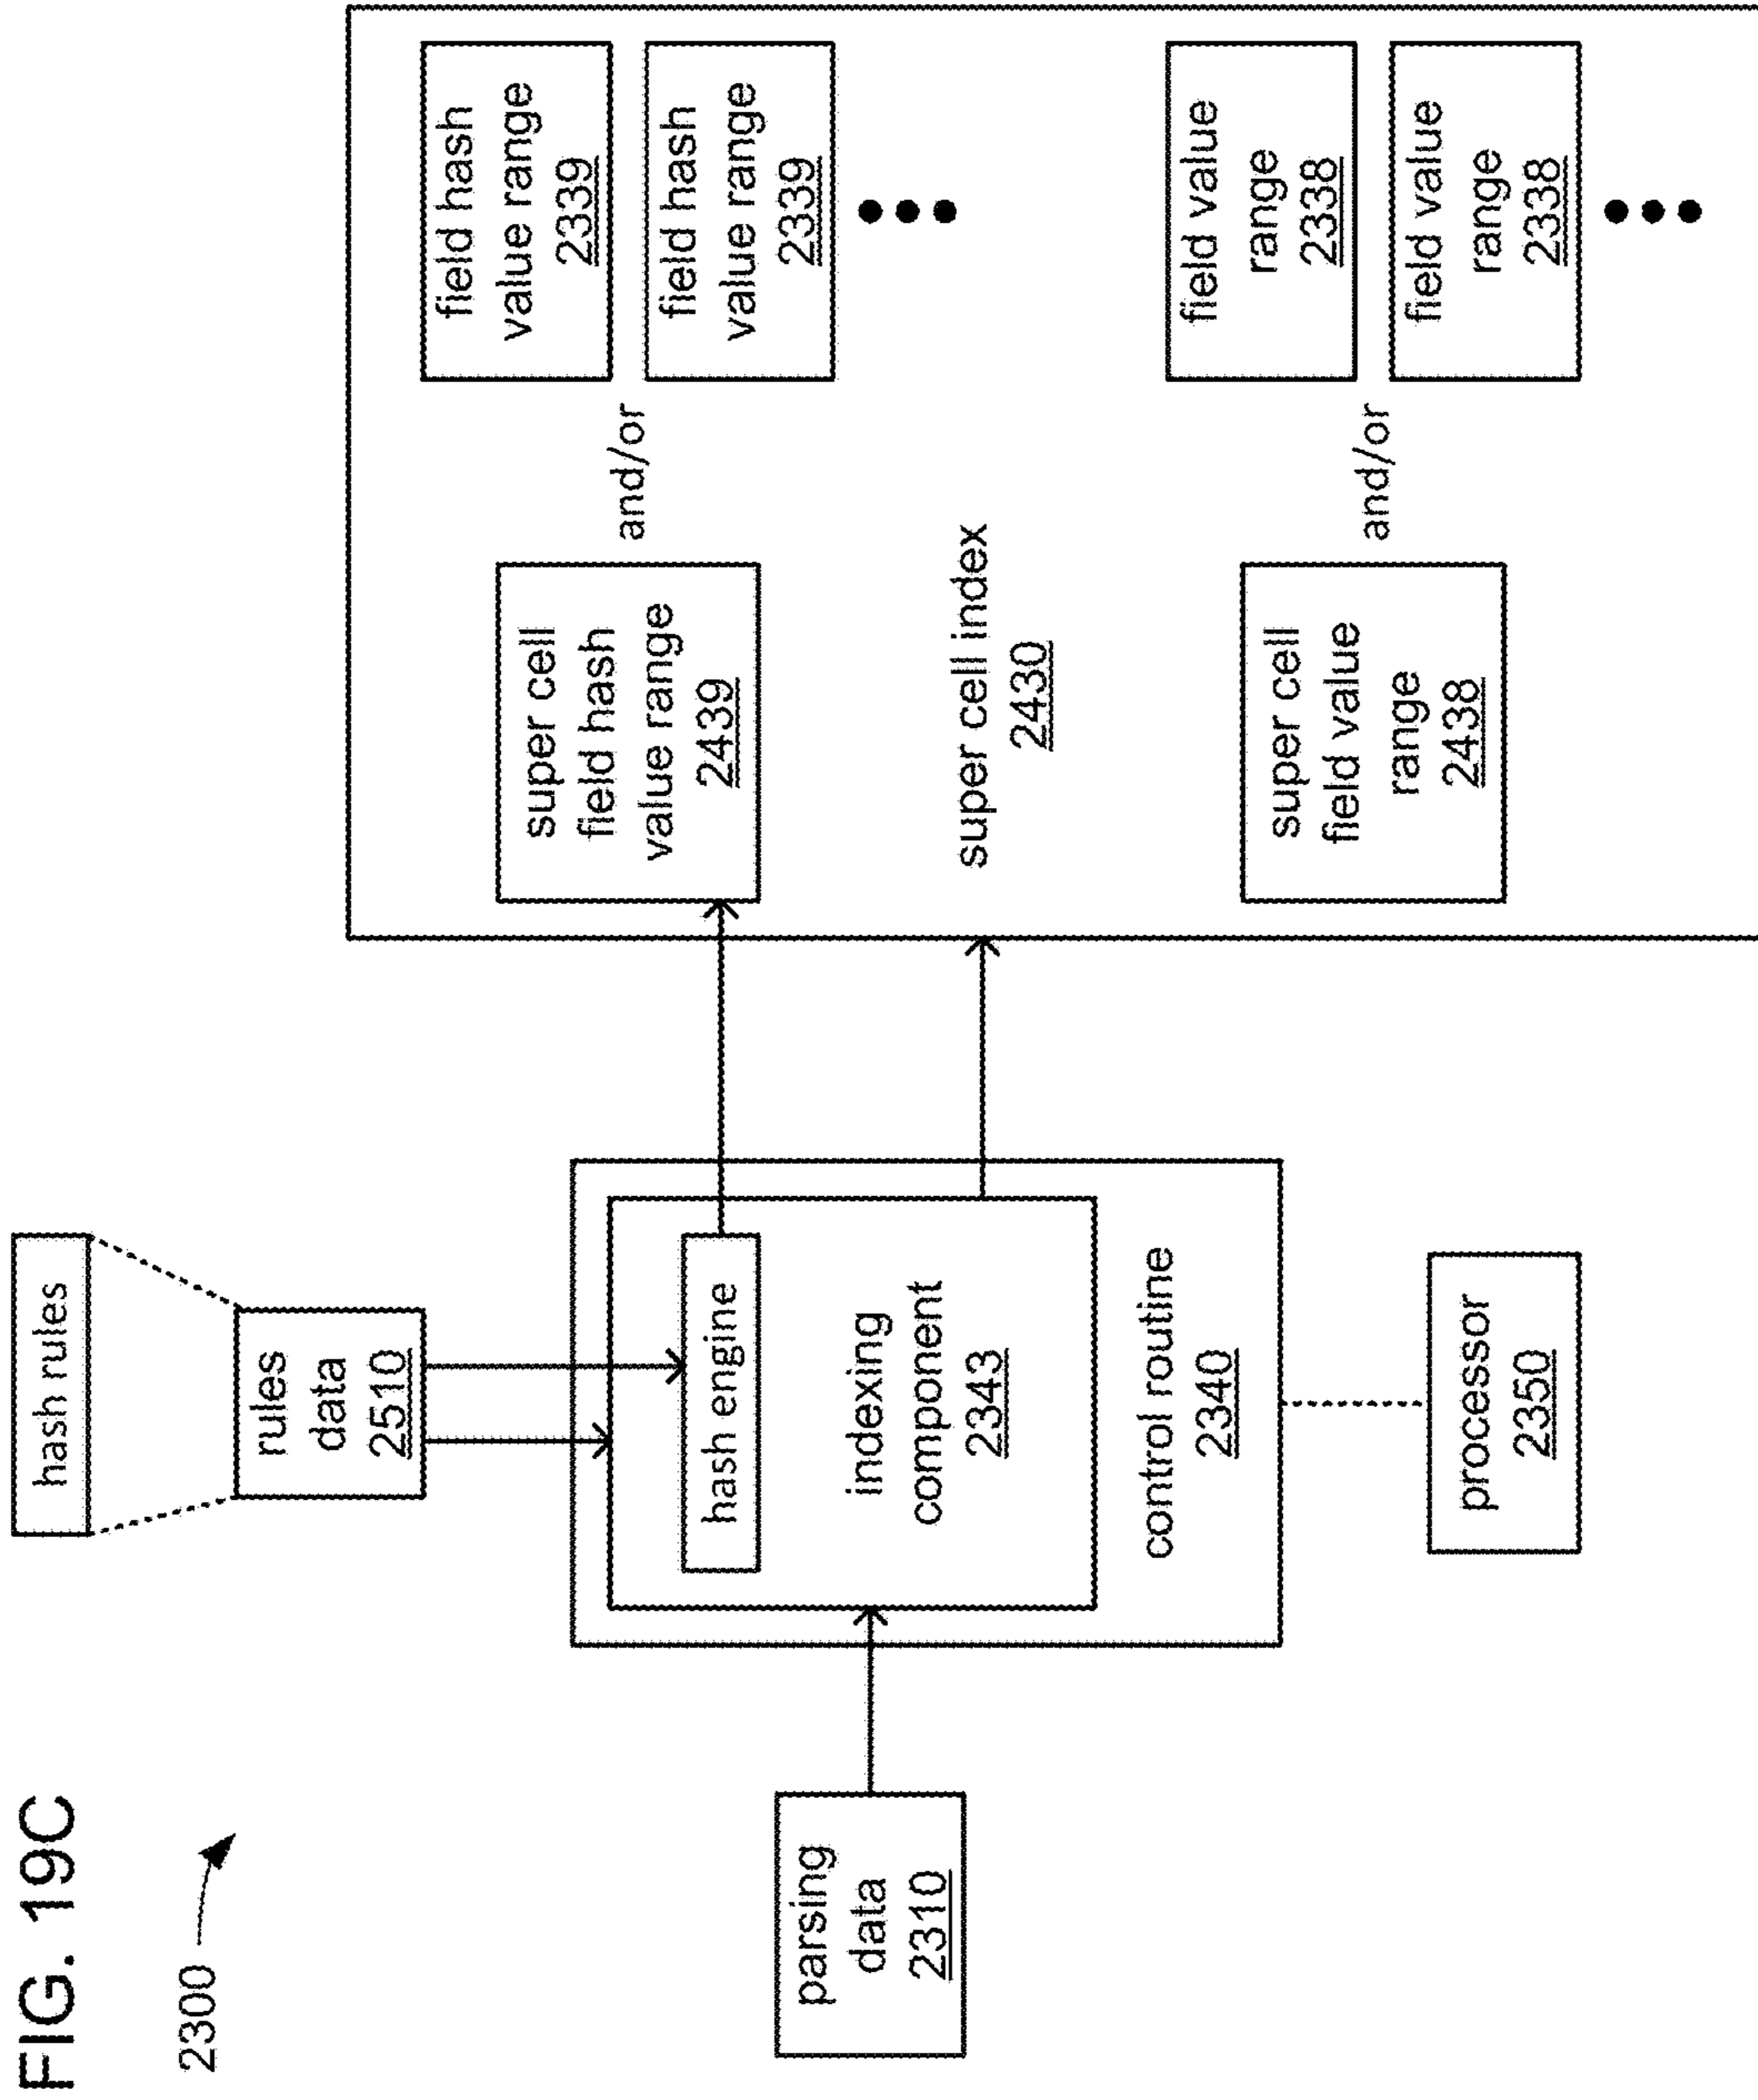 FIG. 19C
2300
hash rules
rules
data
2510
parsing
data
2310
hash engine
indexing
component
2343
control routine
2340
processor
2350
super cell
field hash
value range
2439
and/or
field hash
value range
2339
field hash
value range
2339
super cell index
2430
super cell
field value
range
2438
and/or
field value
range
2338
field value
range
2338